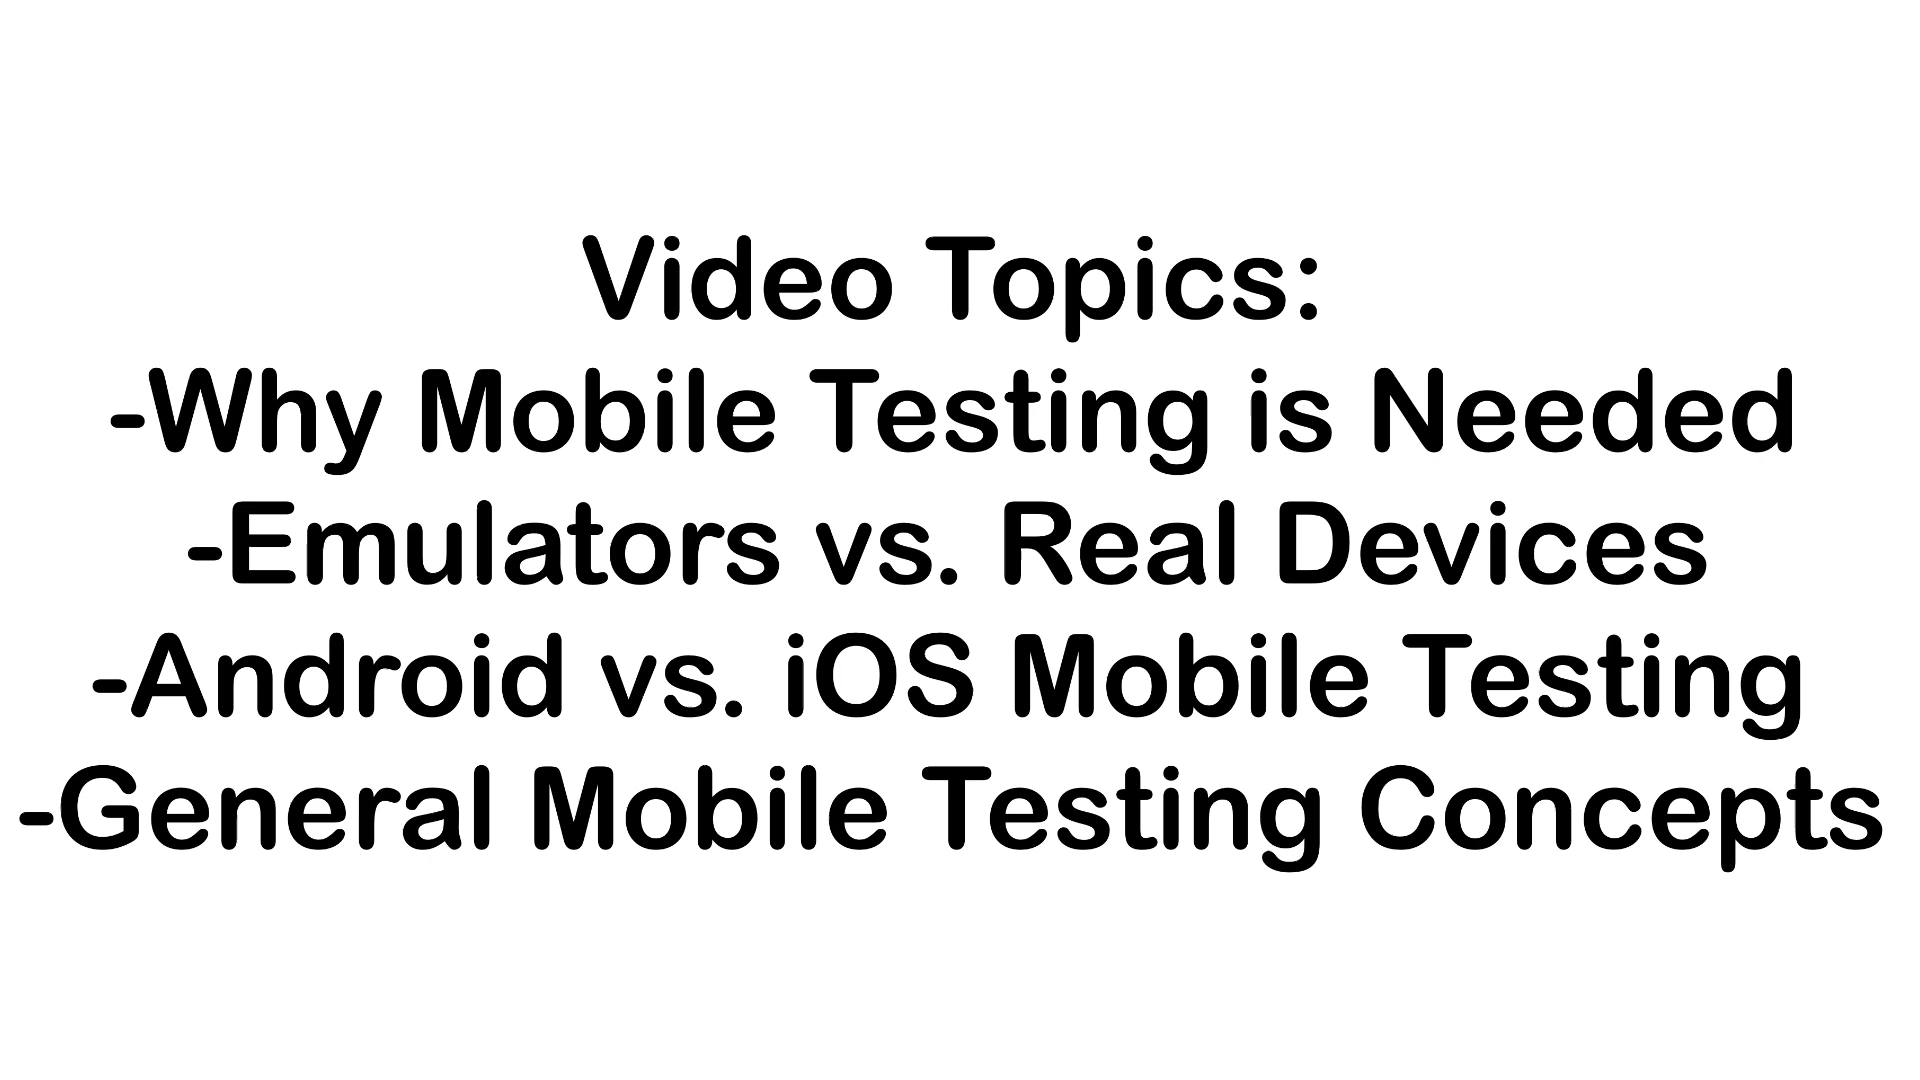 Video Topics:
-Why Mobile Testing is Needed
-Emulators vs. Real Devices
-Android vs. iOS Mobile Testing
-General Mobile Testing Concepts